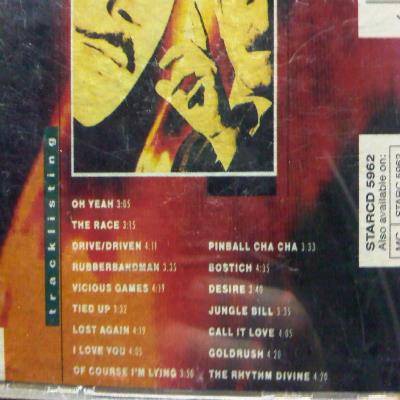 tracklisting
OH YEAH 3:05
THE RACE 3:15
DRIVE/DRIVEN 4:11
RUBBERBANDMAN 3:35
VICIOUS GAMES 4:19
TIED UP 3:32
LOST AGAIN 4:19
I LOVE YOU 4:05
OF COURSE I'M LYING 3:50
PINBALL CHA CHA 3:33
BOSTICH 4:35
DESIRE 3:40
JUNGLE BILL 3:35
CALL IT LOVE 4:05
GOLDRUSH 4:20
THE RHYTHM DIVINE 4:20
STARCD 5962
Also available on:
MC STARC 5962